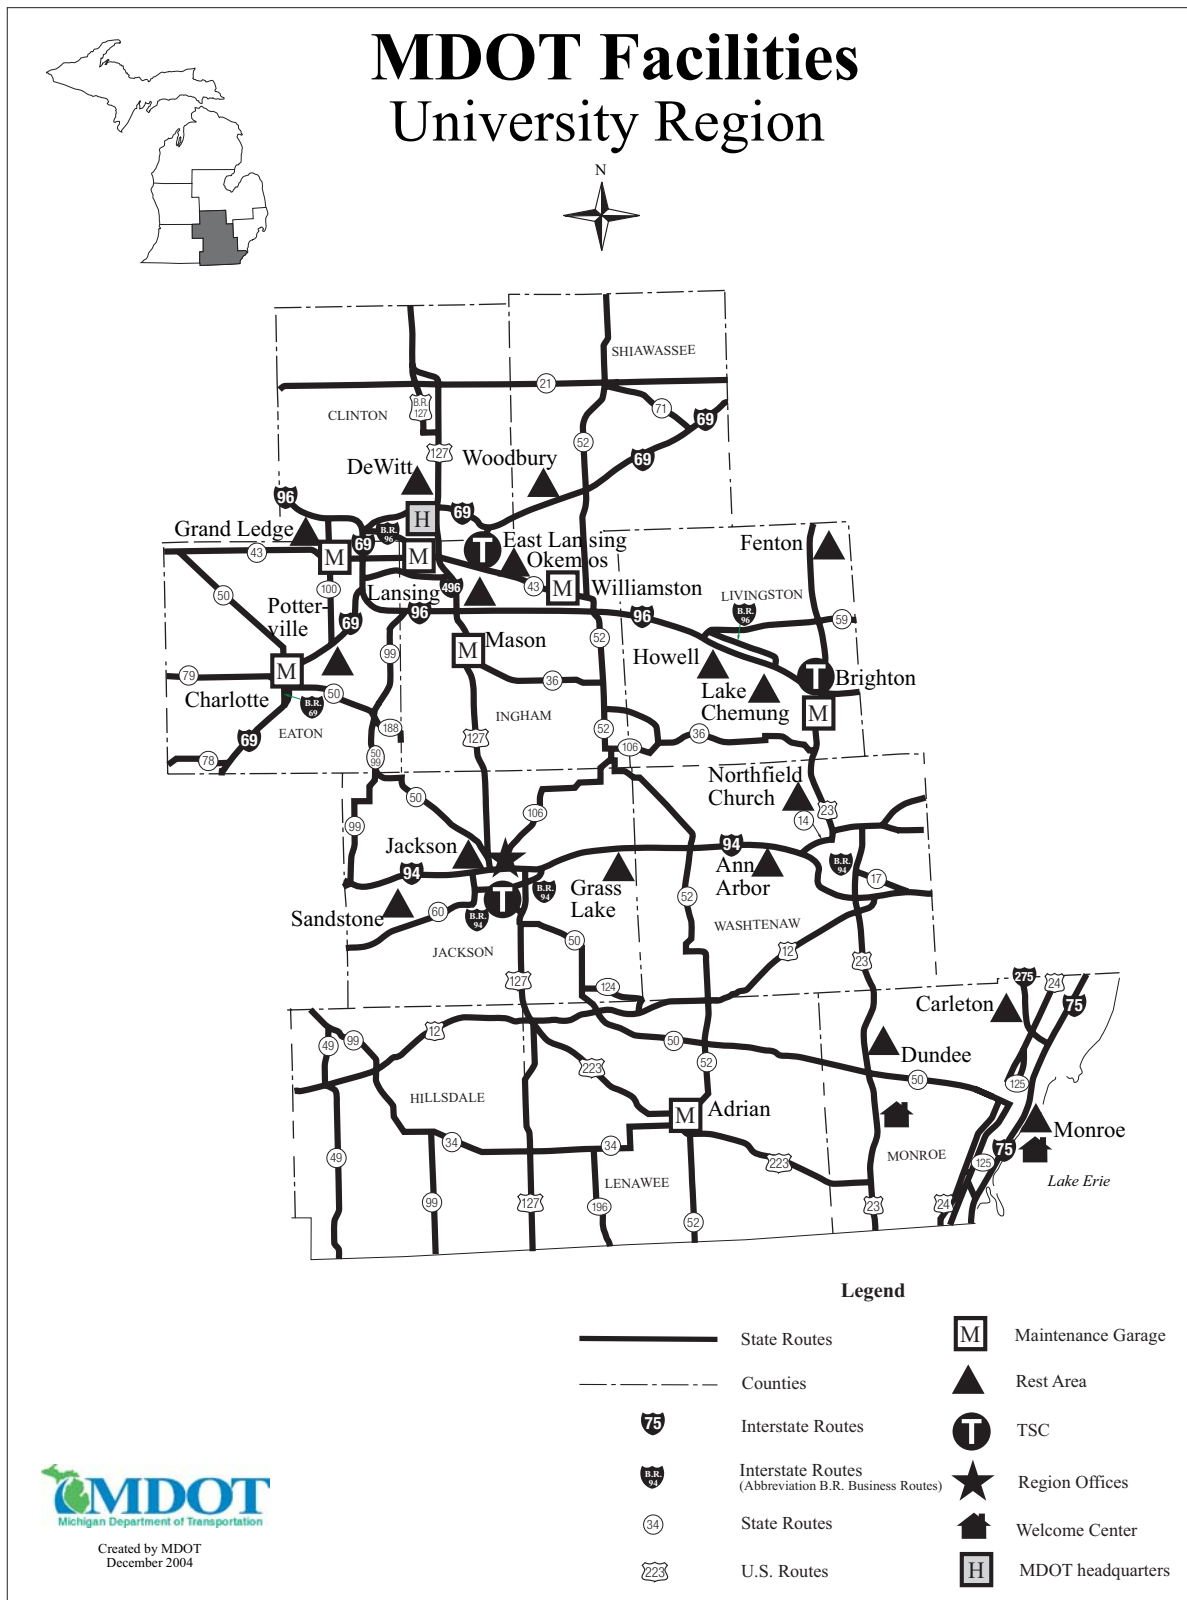 MDOT Facilities
University Region
N
SHIAWASSEE
21
B.R.
127
71
CLINTON
69
52
127
69
DeWitt
Woodbury
96
H
69
Grand Ledge
B.R.
96
69
T
East Lansing
Okemos
Fenton
43
M
M
43
M
Williamston
100
496
50
Lansing
LIVINGSTON
Potter-
ville
96
96
B.R.
96
59
69
52
Mason
99
M
Howell
79
M
36
T
Brighton
Charlotte
50
Lake
Chemung
B.R.
69
M
INGHAM
EATON
188
52
36
69
127
106
78
50
99
Northfield
Church
50
106
23
99
14
Jackson
94
94
Ann
Arbor
B.R.
94
17
Grass
Lake
B.R.
94
Sandstone
60
T
52
B.R.
94
WASHTENAW
JACKSON
50
12
23
127
275
24
124
Carleton
75
12
49
99
50
Dundee
52
223
50
125
HILLSDALE
M
Adrian
Monroe
34
34
75
MONROE
49
223
125
LENAWEE
Lake Erie
99
127
196
23
24
52
Legend
State Routes
M
Maintenance Garage
Counties
Rest Area
75
Interstate Routes
T
TSC
B.R.
94
Interstate Routes
(Abbreviation B.R. Business Routes)
Region Offices
34
State Routes
Welcome Center
223
U.S. Routes
H
MDOT headquarters
MDOT
Michigan Department of Transportation
Created by MDOT
December 2004